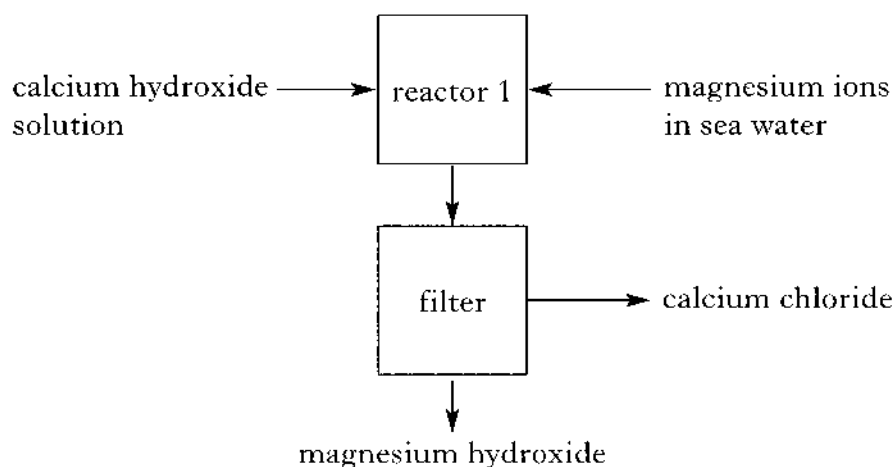 calcium hydroxide
solution
reactor 1
magnesium ions
in sea water
filter
calcium chloride
magnesium hydroxide